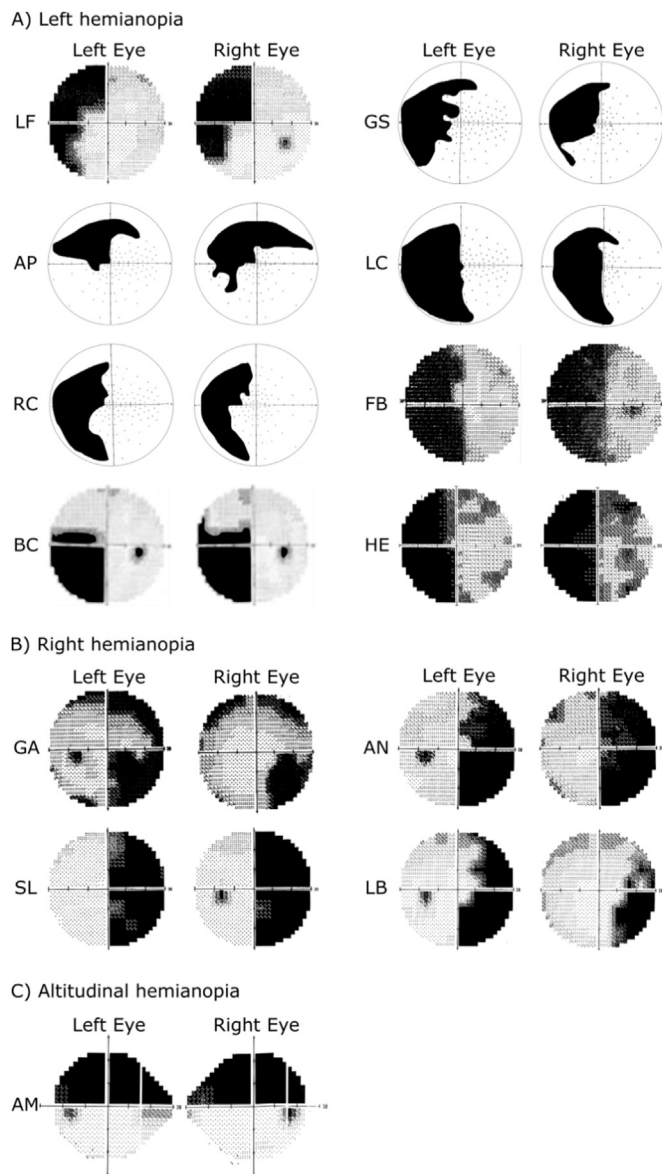 A) Left hemianopia
Left Eye Right Eye Left Eye Right Eye
LF GS
AP LC
RC FB
BC HE
B) Right hemianopia
Left Eye Right Eye Left Eye Right Eye
GA AN
SL LB
C) Altitudinal hemianopia
Left Eye Right Eye
AM